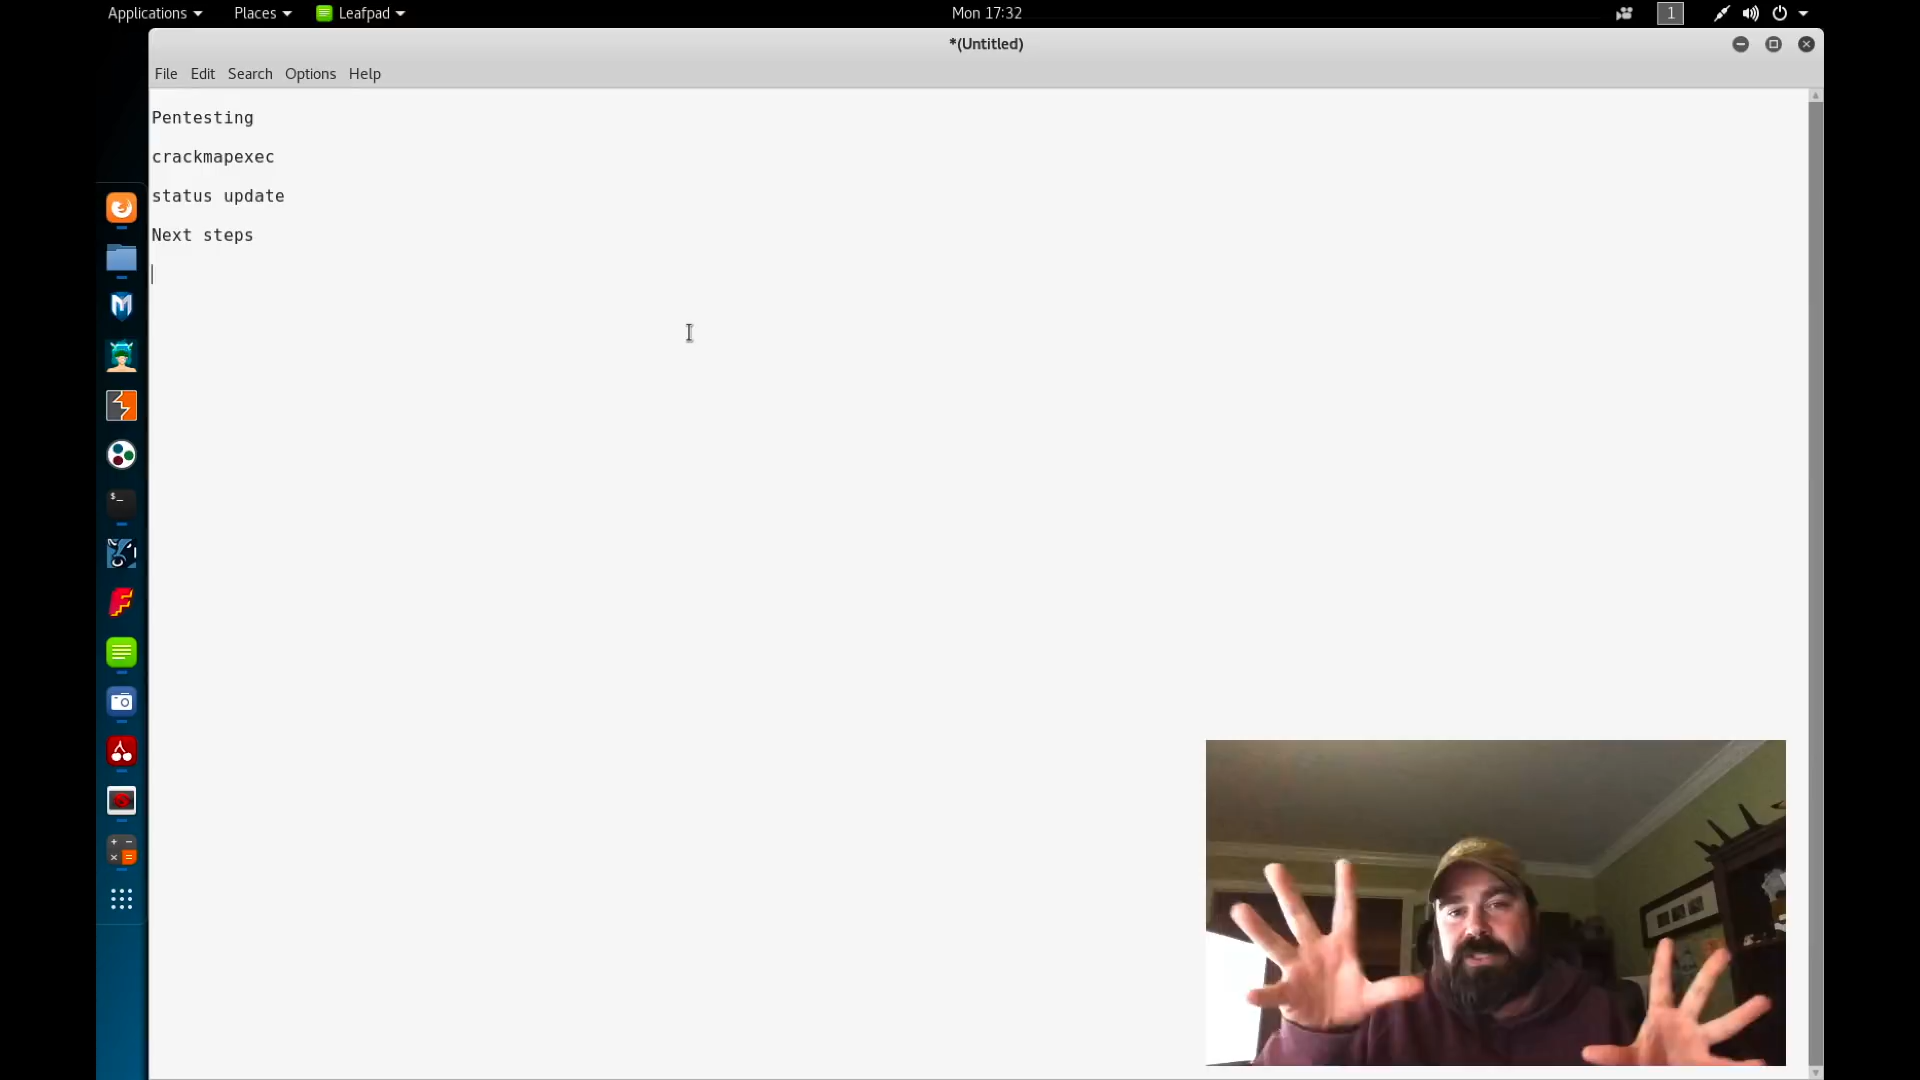 Applications Places Leafpad Mon 17:32 1
*(Untitled)
File Edit Search Options Help
Pentesting
crackmapexec
status update
Next steps
$_